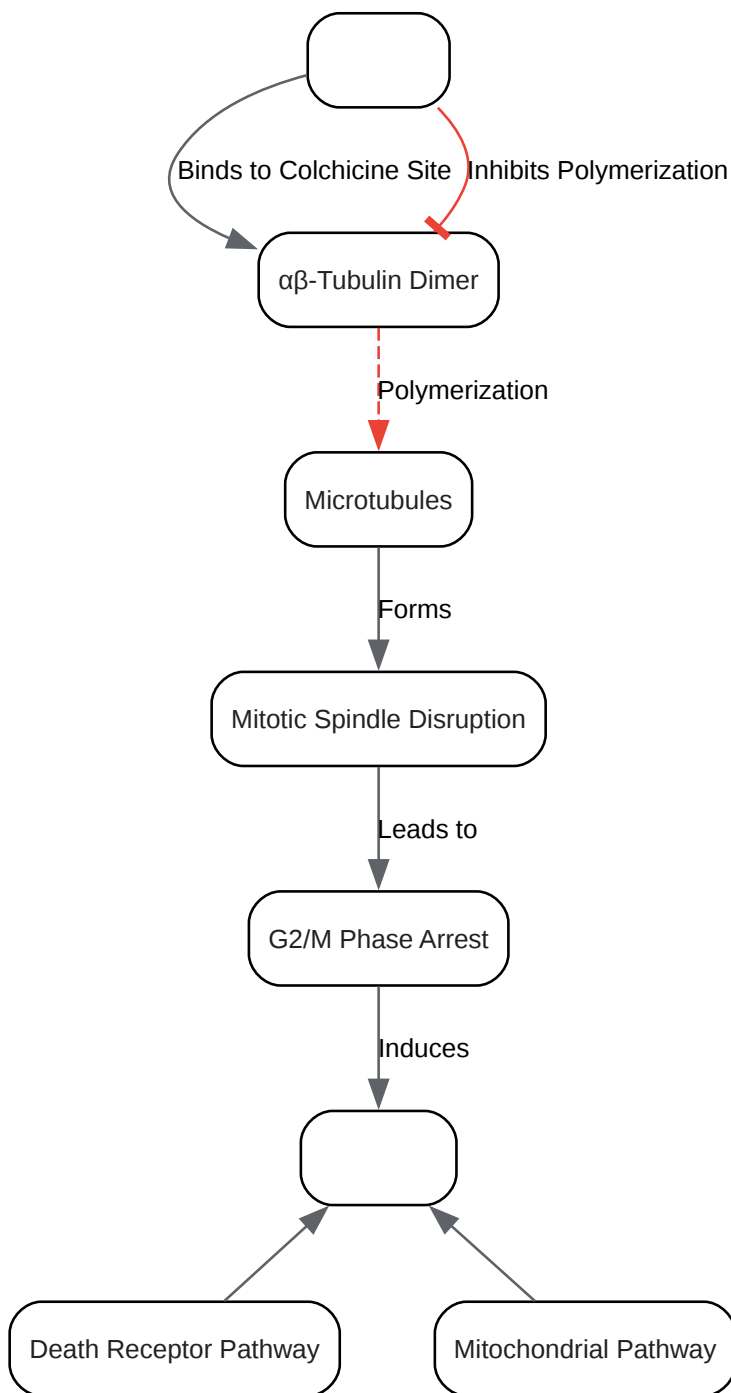 Binds to Colchicine Site
Inhibits Polymerization
αβ-Tubulin Dimer
Polymerization
Microtubules
Forms
Mitotic Spindle Disruption
Leads to
G2/M Phase Arrest
Induces
Death Receptor Pathway
Mitochondrial Pathway